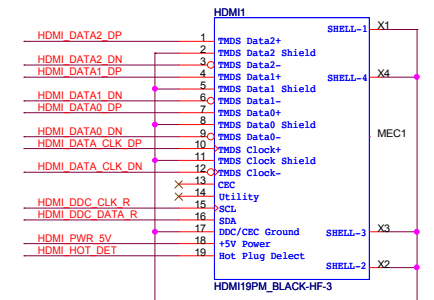 HDMI1
SHELL-1 X1
HDMI_DATA2_DP 1 TMDS Data2+
2 TMDS Data2 Shield
HDMI_DATA2_DN 3 TMDS Data2-
HDMI_DATA1_DP 4 TMDS Data1+ SHELL-4 X4
5 TMDS Data1 Shield
HDMI_DATA1_DN 6 TMDS Data1-
HDMI_DATA0_DP 7 TMDS Data0+
8 TMDS Data0 Shield
HDMI_DATA0_DN 9 TMDS Data0- MEC1
HDMI_DATA_CLK_DP 10 TMDS Clock+
11 TMDS Clock Shield
HDMI_DATA_CLK_DN 12 TMDS Clock-
13 CEC
14 Utility
HDMI_DDC_CLK_R 15 SCL
HDMI_DDC_DATA_R 16 SDA
17 DDC/CEC Ground SHELL-3 X3
HDMI_PWR_5V 18 +5V Power
HDMI_HOT_DET 19 Hot Plug Delect
SHELL-2 X2
HDMI19PM_BLACK-HF-3